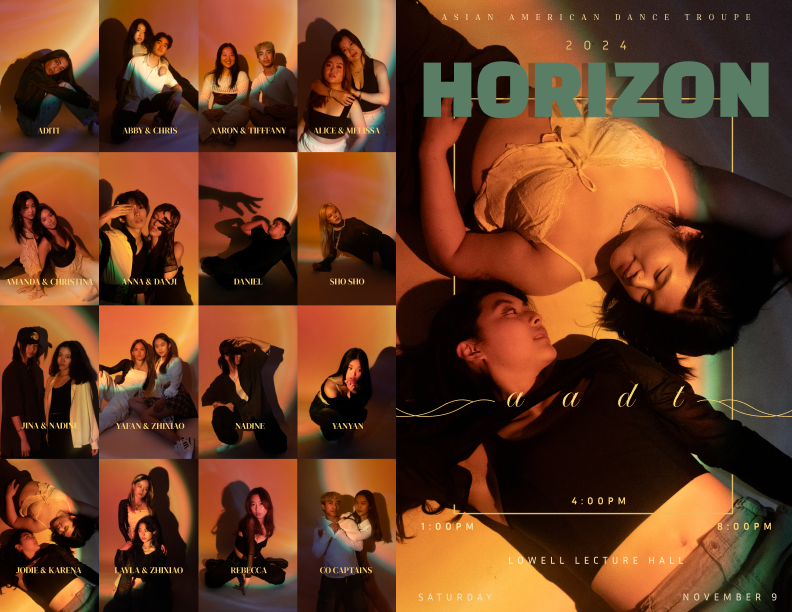 ADITI
ABBY & CHRIS
AARON & TIFFFANY
ALICE & MELISSA
AMANDA & CHRISTINA
ANNA & DANJI
DANIEL
SHO SHO
JINA & NADINE
YAFAN & ZHIXIAO
NADINE
YANYAN
JODIE & KARENA
LAYLA & ZHIXIAO
REBECCA
CO CAPTAINS
ASIAN AMERICAN DANCE TROUPE
2024
HORIZON
aadt
4:00PM
1:00PM
8:00PM
LOWELL LECTURE HALL
SATURDAY
NOVEMBER 9